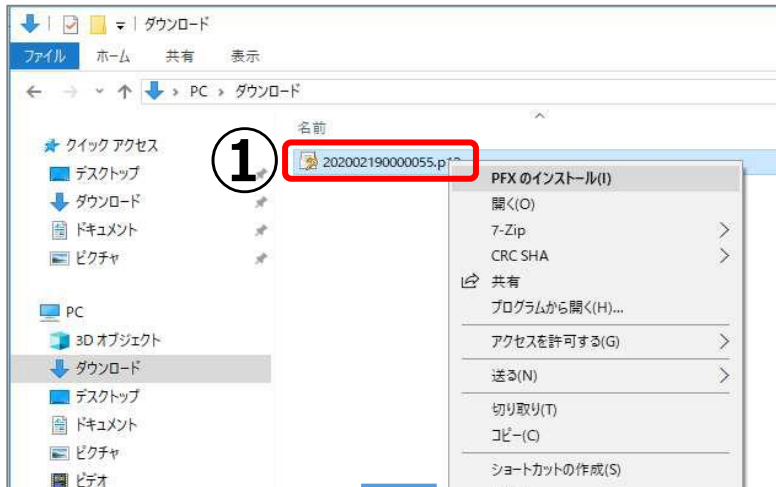 ダウンロード
ファイル ホーム 共有 表示
PC › ダウンロード
名前
クイック アクセス
デスクトップ
ダウンロード
ドキュメント
ピクチャ
PC
3D オブジェクト
ダウンロード
デスクトップ
ドキュメント
ピクチャ
ビデオ
①
202002190000055.p12
PFX のインストール(I)
開く(O)
7-Zip
CRC SHA
共有
プログラムから開く(H)...
アクセスを許可する(G)
送る(N)
切り取り(T)
コピー(C)
ショートカットの作成(S)